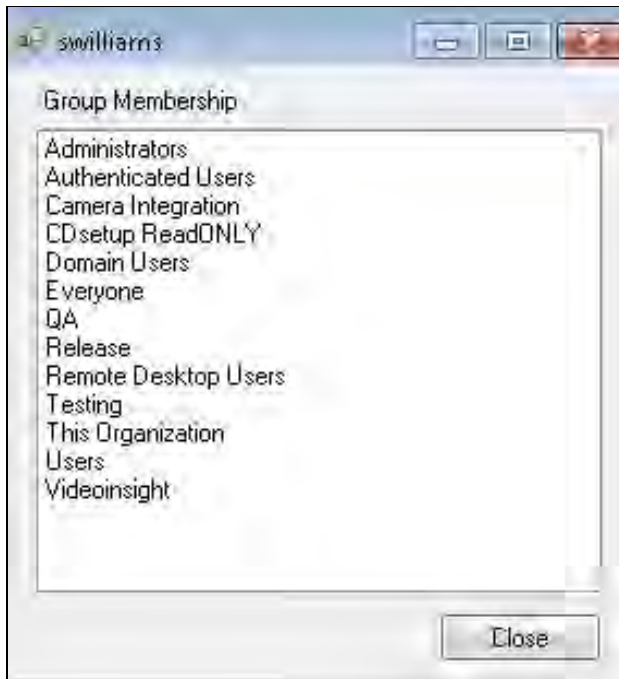 swilliams
Group Membership
Administrators
Authenticated Users
Camera Integration
CDsetup ReadONLY
Domain Users
Everyone
QA
Release
Remote Desktop Users
Testing
This Organization
Users
Videoinsight
Close